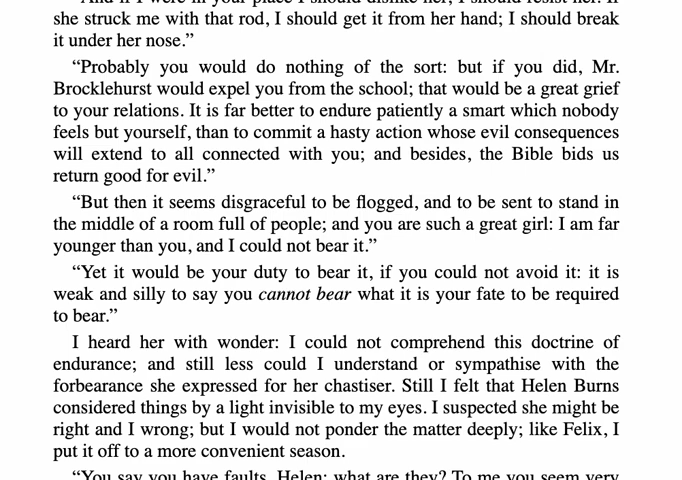 And if I were in your place I should dislike her; I should resist her. If
she struck me with that rod, I should get it from her hand; I should break
it under her nose.”
“Probably you would do nothing of the sort: but if you did, Mr.
Brocklehurst would expel you from the school; that would be a great grief
to your relations. It is far better to endure patiently a smart which nobody
feels but yourself, than to commit a hasty action whose evil consequences
will extend to all connected with you; and besides, the Bible bids us
return good for evil.”
“But then it seems disgraceful to be flogged, and to be sent to stand in
the middle of a room full of people; and you are such a great girl: I am far
younger than you, and I could not bear it.”
“Yet it would be your duty to bear it, if you could not avoid it: it is
weak and silly to say you cannot bear what it is your fate to be required
to bear.”
I heard her with wonder: I could not comprehend this doctrine of
endurance; and still less could I understand or sympathise with the
forbearance she expressed for her chastiser. Still I felt that Helen Burns
considered things by a light invisible to my eyes. I suspected she might be
right and I wrong; but I would not ponder the matter deeply; like Felix, I
put it off to a more convenient season.
“You say you have faults, Helen: what are they? To me you seem very